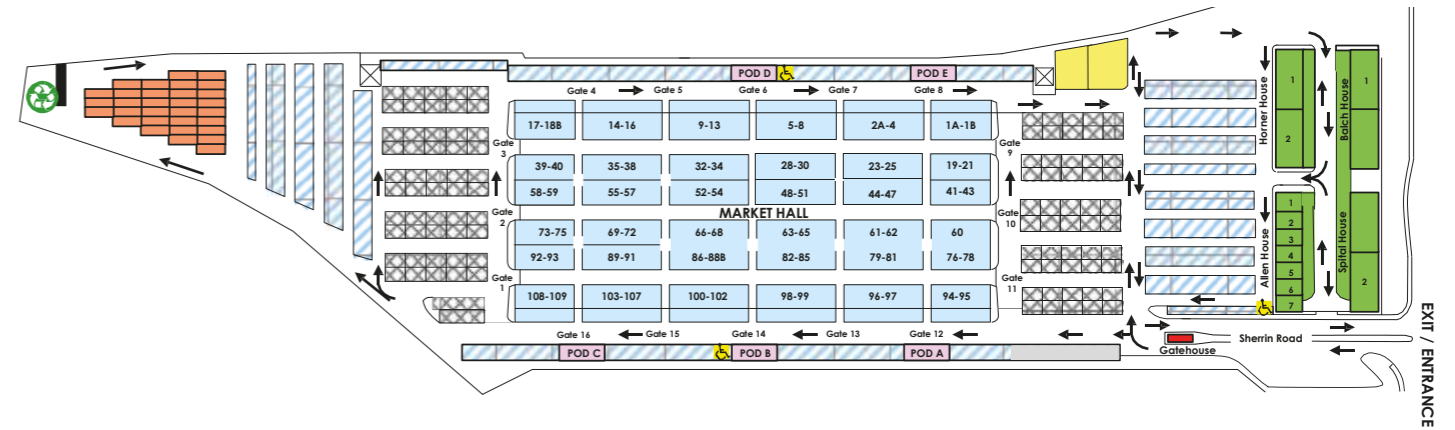 POD D
POD E
Gate 4
Gate 5
Gate 6
Gate 7
Gate 8
17-18B
14-16
9-13
5-8
2A-4
1A-1B
Gate 3
Gate 9
39-40
35-38
32-34
28-30
23-25
19-21
58-59
55-57
52-54
48-51
44-47
41-43
MARKET HALL
Gate 2
Gate 10
73-75
69-72
66-68
63-65
61-62
60
92-93
89-91
86-88B
82-85
79-81
76-78
Gate 1
Gate 11
108-109
103-107
100-102
98-99
96-97
94-95
Gate 16
Gate 15
Gate 14
Gate 13
Gate 12
POD C
POD B
POD A
Horner House
1
2
Balch House
1
Allen House
1
2
3
4
5
6
7
Spital House
2
Gatehouse
Sherrin Road
EXIT / ENTRANCE